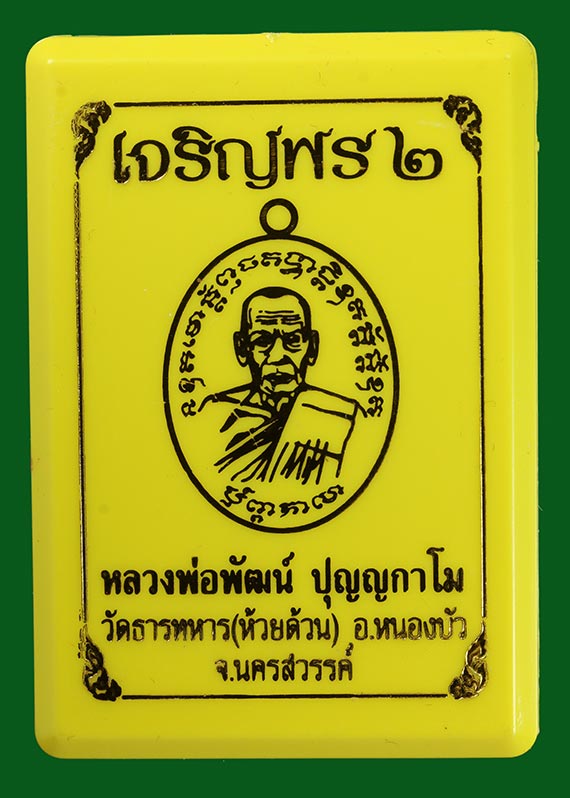 เจริญพร ๒
หลวงพ่อพัฒน์ ปุญญกาโม
วัดธารทหาร(ห้วยด้วน) อ.หนองบัว
จ.นครสวรรค์